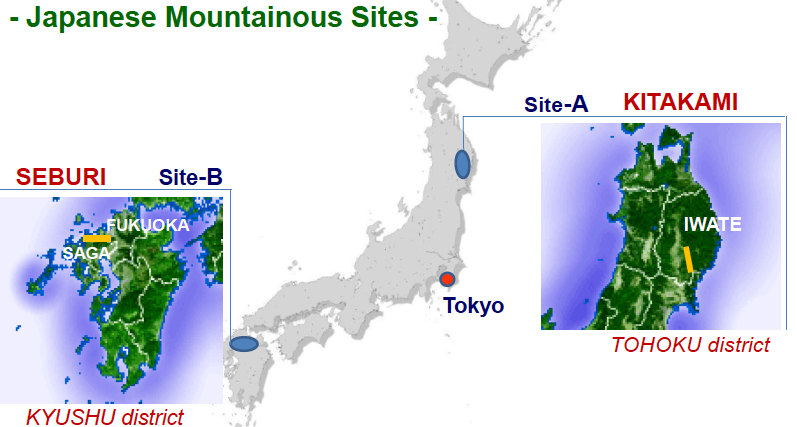 - Japanese Mountainous Sites -
Site-A KITAKAMI
SEBURI Site-B
FUKUOKA
SAGA
IWATE
Tokyo
TOHOKU district
KYUSHU district